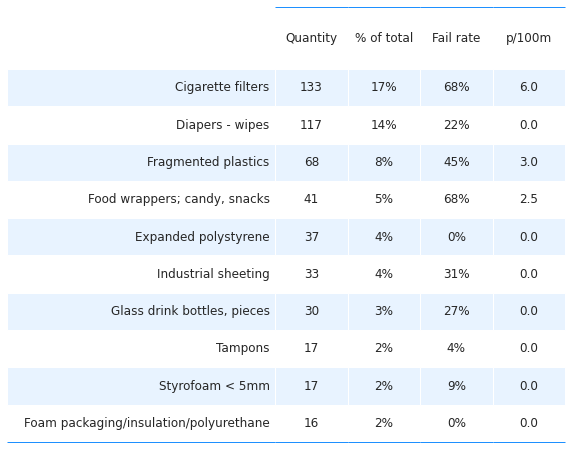 Quantity % of total Fail rate p/100m
Cigarette filters 133 17% 68% 6.0
Diapers - wipes 117 14% 22% 0.0
Fragmented plastics 68 8% 45% 3.0
Food wrappers; candy, snacks 41 5% 68% 2.5
Expanded polystyrene 37 4% 0% 0.0
Industrial sheeting 33 4% 31% 0.0
Glass drink bottles, pieces 30 3% 27% 0.0
Tampons 17 2% 4% 0.0
Styrofoam < 5mm 17 2% 9% 0.0
Foam packaging/insulation/polyurethane 16 2% 0% 0.0